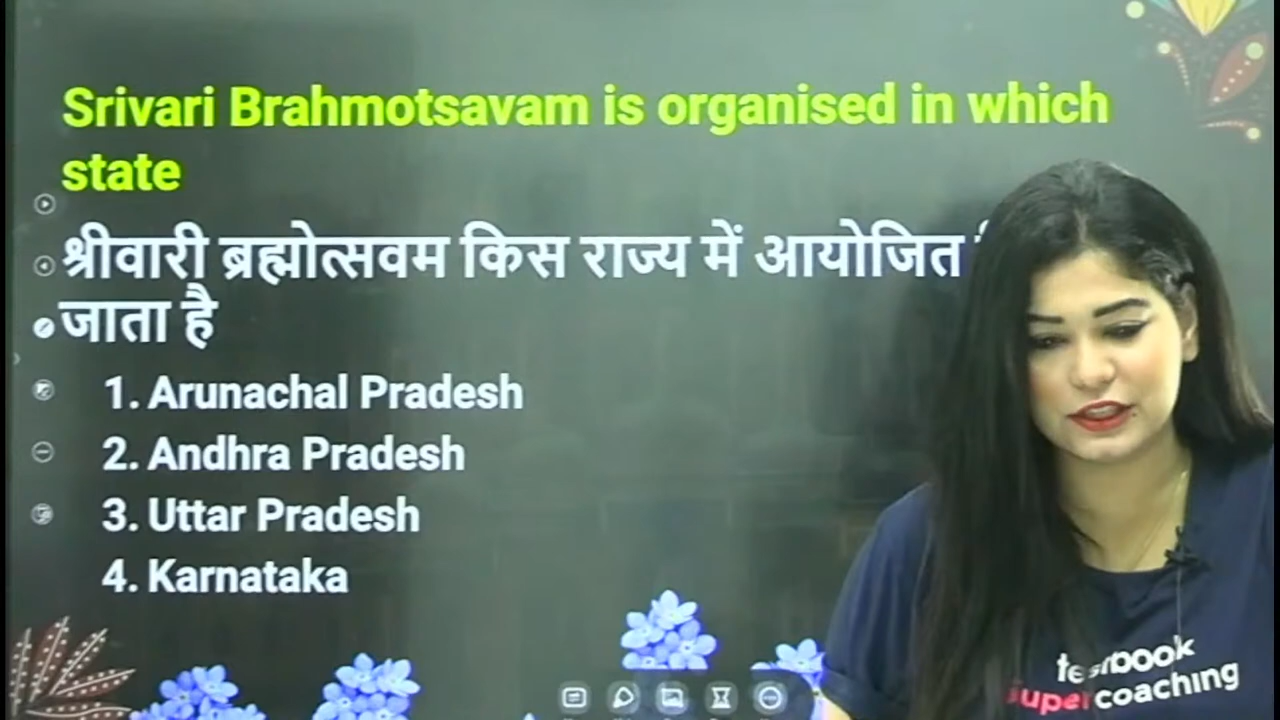 Srivari Brahmotsavam is organised in which
state
श्रीवारी ब्रह्मोत्सवम किस राज्य में आयोजित
जाता है
1. Arunachal Pradesh
2. Andhra Pradesh
3. Uttar Pradesh
4. Karnataka
testbook
supercoaching